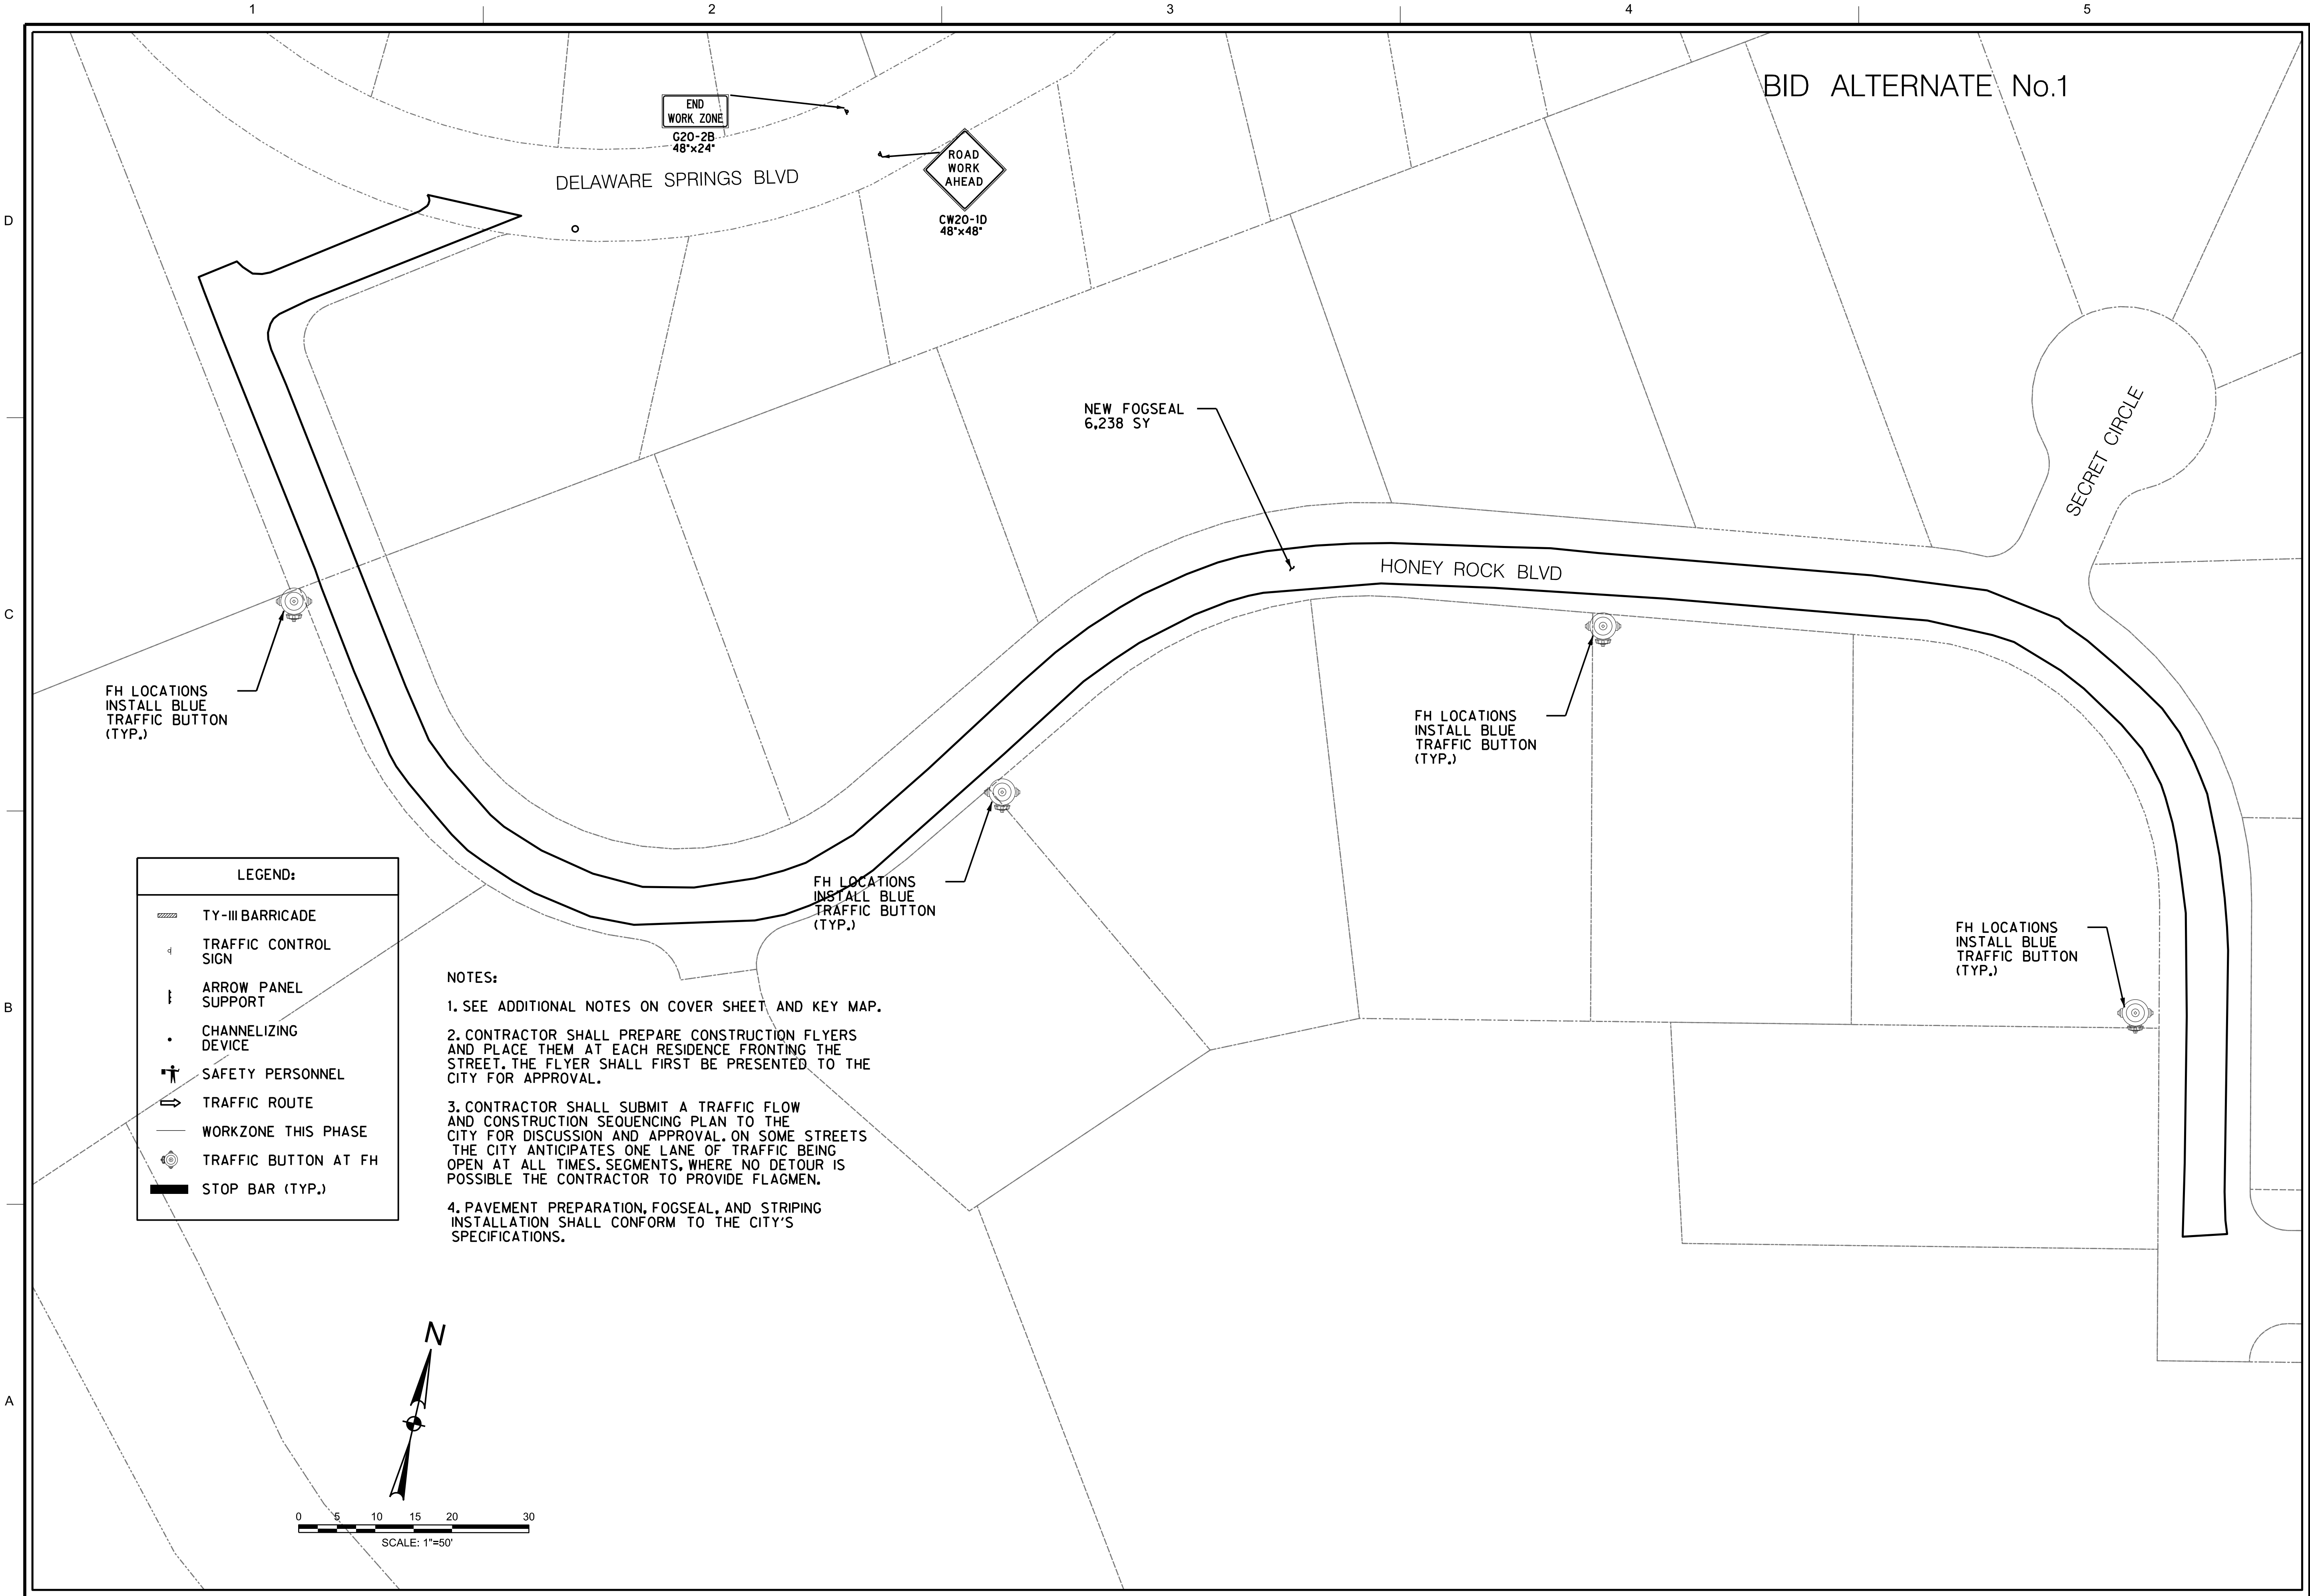 1 2 3 4 5
BID ALTERNATE No.1
END
WORK ZONE
G20-2B
48"x24"
ROAD
WORK
AHEAD
CW20-1D
48"x48"
DELAWARE SPRINGS BLVD
D
NEW FOGSEAL
6,238 SY
SECRET CIRCLE
HONEY ROCK BLVD
C
FH LOCATIONS
INSTALL BLUE
TRAFFIC BUTTON
(TYP.)
FH LOCATIONS
INSTALL BLUE
TRAFFIC BUTTON
(TYP.)
FH LOCATIONS
INSTALL BLUE
TRAFFIC BUTTON
(TYP.)
FH LOCATIONS
INSTALL BLUE
TRAFFIC BUTTON
(TYP.)
LEGEND:
TY-III BARRICADE
TRAFFIC CONTROL
SIGN
ARROW PANEL
SUPPORT
CHANNELIZING
DEVICE
SAFETY PERSONNEL
TRAFFIC ROUTE
WORKZONE THIS PHASE
TRAFFIC BUTTON AT FH
STOP BAR (TYP.)
B
NOTES:
1. SEE ADDITIONAL NOTES ON COVER SHEET AND KEY MAP.
2. CONTRACTOR SHALL PREPARE CONSTRUCTION FLYERS
AND PLACE THEM AT EACH RESIDENCE FRONTING THE
STREET. THE FLYER SHALL FIRST BE PRESENTED TO THE
CITY FOR APPROVAL.
3. CONTRACTOR SHALL SUBMIT A TRAFFIC FLOW
AND CONSTRUCTION SEQUENCING PLAN TO THE
CITY FOR DISCUSSION AND APPROVAL. ON SOME STREETS
THE CITY ANTICIPATES ONE LANE OF TRAFFIC BEING
OPEN AT ALL TIMES. SEGMENTS, WHERE NO DETOUR IS
POSSIBLE THE CONTRACTOR TO PROVIDE FLAGMEN.
4. PAVEMENT PREPARATION, FOGSEAL, AND STRIPING
INSTALLATION SHALL CONFORM TO THE CITY'S
SPECIFICATIONS.
N
A
0 5 10 15 20 30
SCALE: 1"=50'